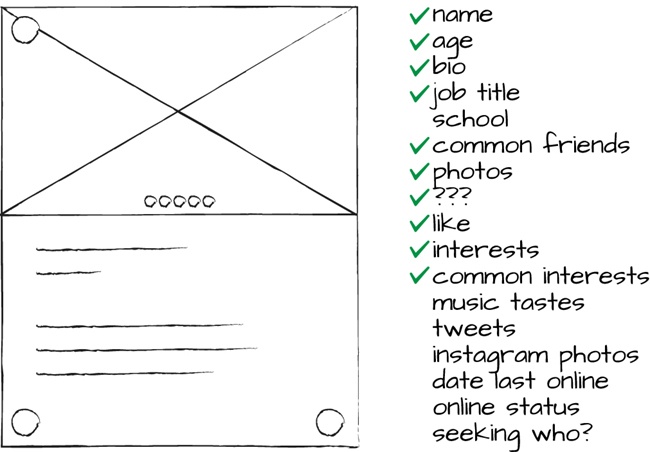 name
age
bio
job title
school
common friends
photos
???
like
interests
common interests
music tastes
tweets
instagram photos
date last online
online status
seeking who?